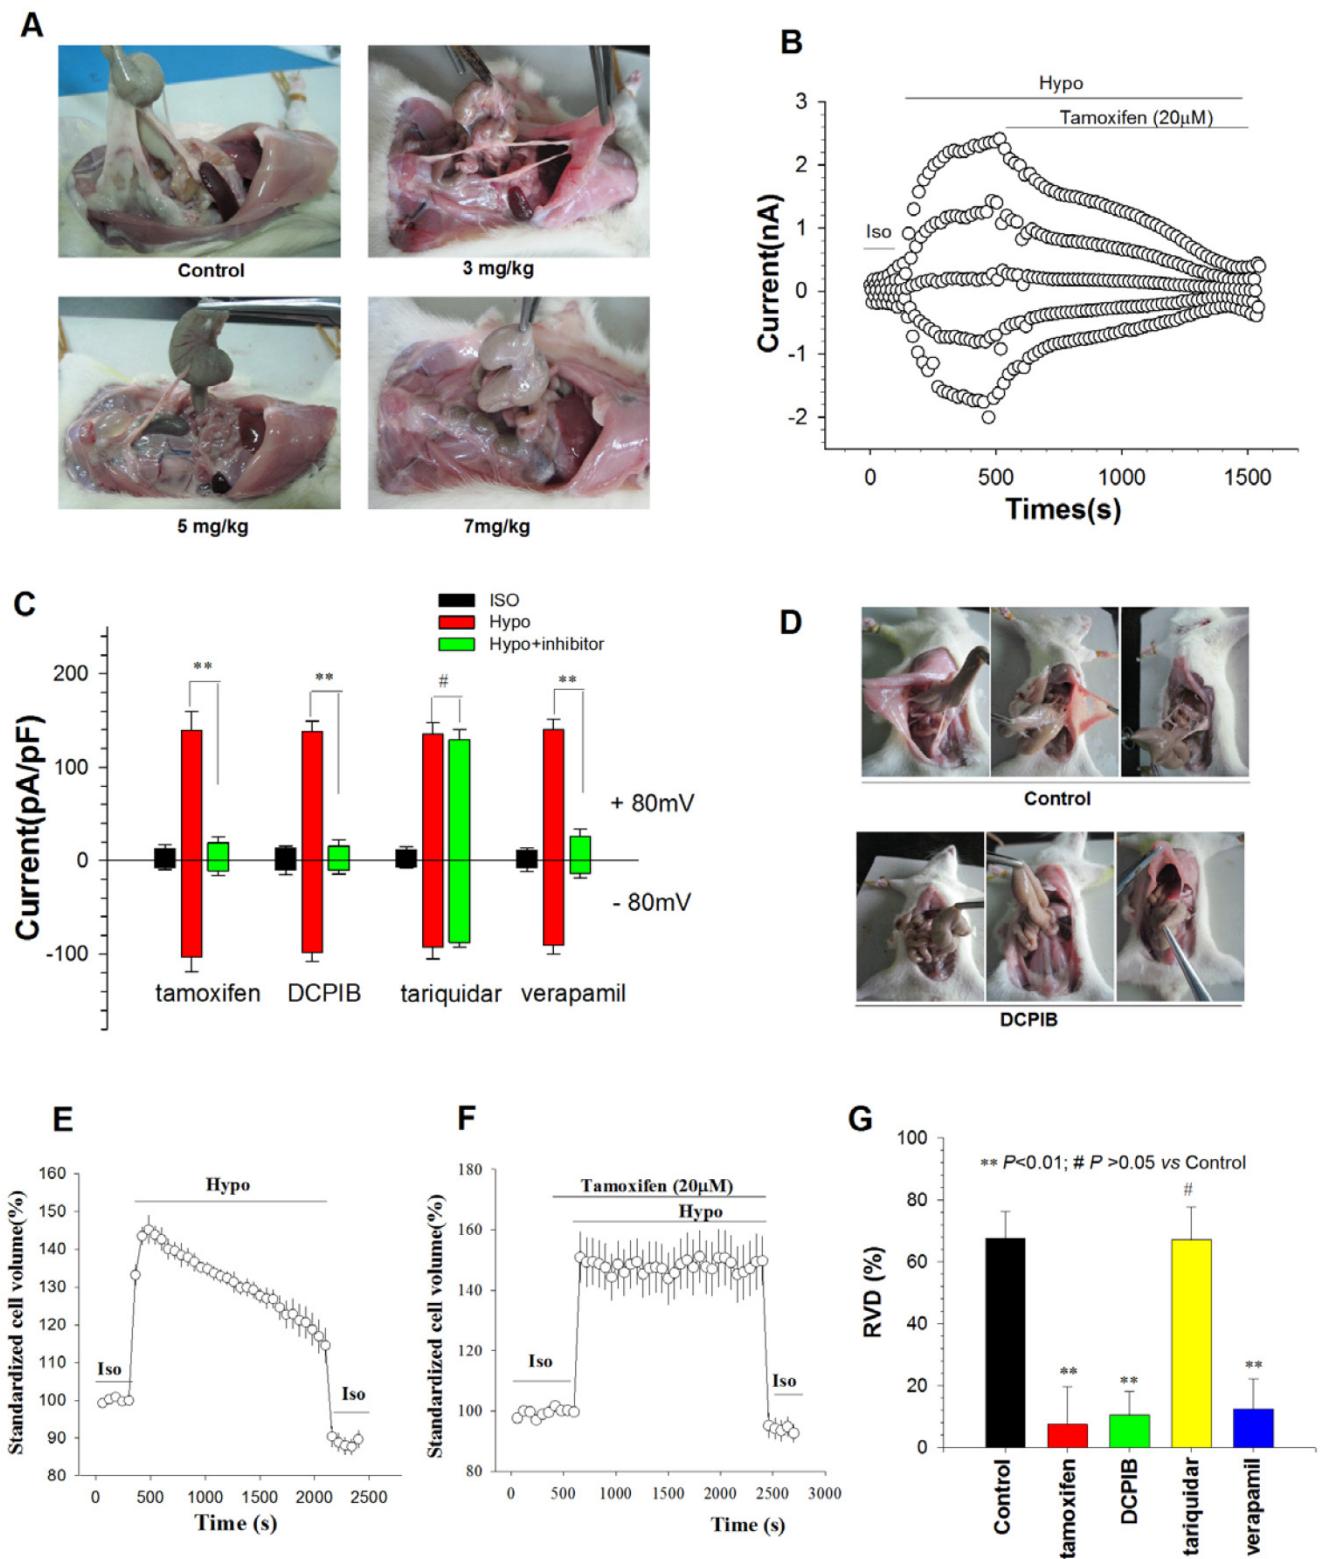 A
Control
3 mg/kg
5 mg/kg
7mg/kg
B
Hypo
Tamoxifen (20μM)
Iso
Current(nA)
3
2
1
0
-1
-2
0 500 1000 1500
Times(s)
C
ISO
Hypo
Hypo+inhibitor
Current(pA/pF)
200
100
0
-100
**
**
#
**
+ 80mV
- 80mV
tamoxifen DCPIB tariquidar verapamil
D
Control
DCPIB
E
Standardized cell volume(%)
160
150
140
130
120
110
100
90
80
Hypo
Iso
Iso
0 500 1000 1500 2000 2500
Time (s)
F
Standardized cell volume(%)
180
160
140
120
100
80
Tamoxifen (20μM)
Hypo
Iso
Iso
0 500 1000 1500 2000 2500 3000
Time (s)
G
RVD (%)
100
80
60
40
20
0
** P<0.01; # P >0.05 vs Control
**
**
#
**
Control
tamoxifen
DCPIB
tariquidar
verapamil